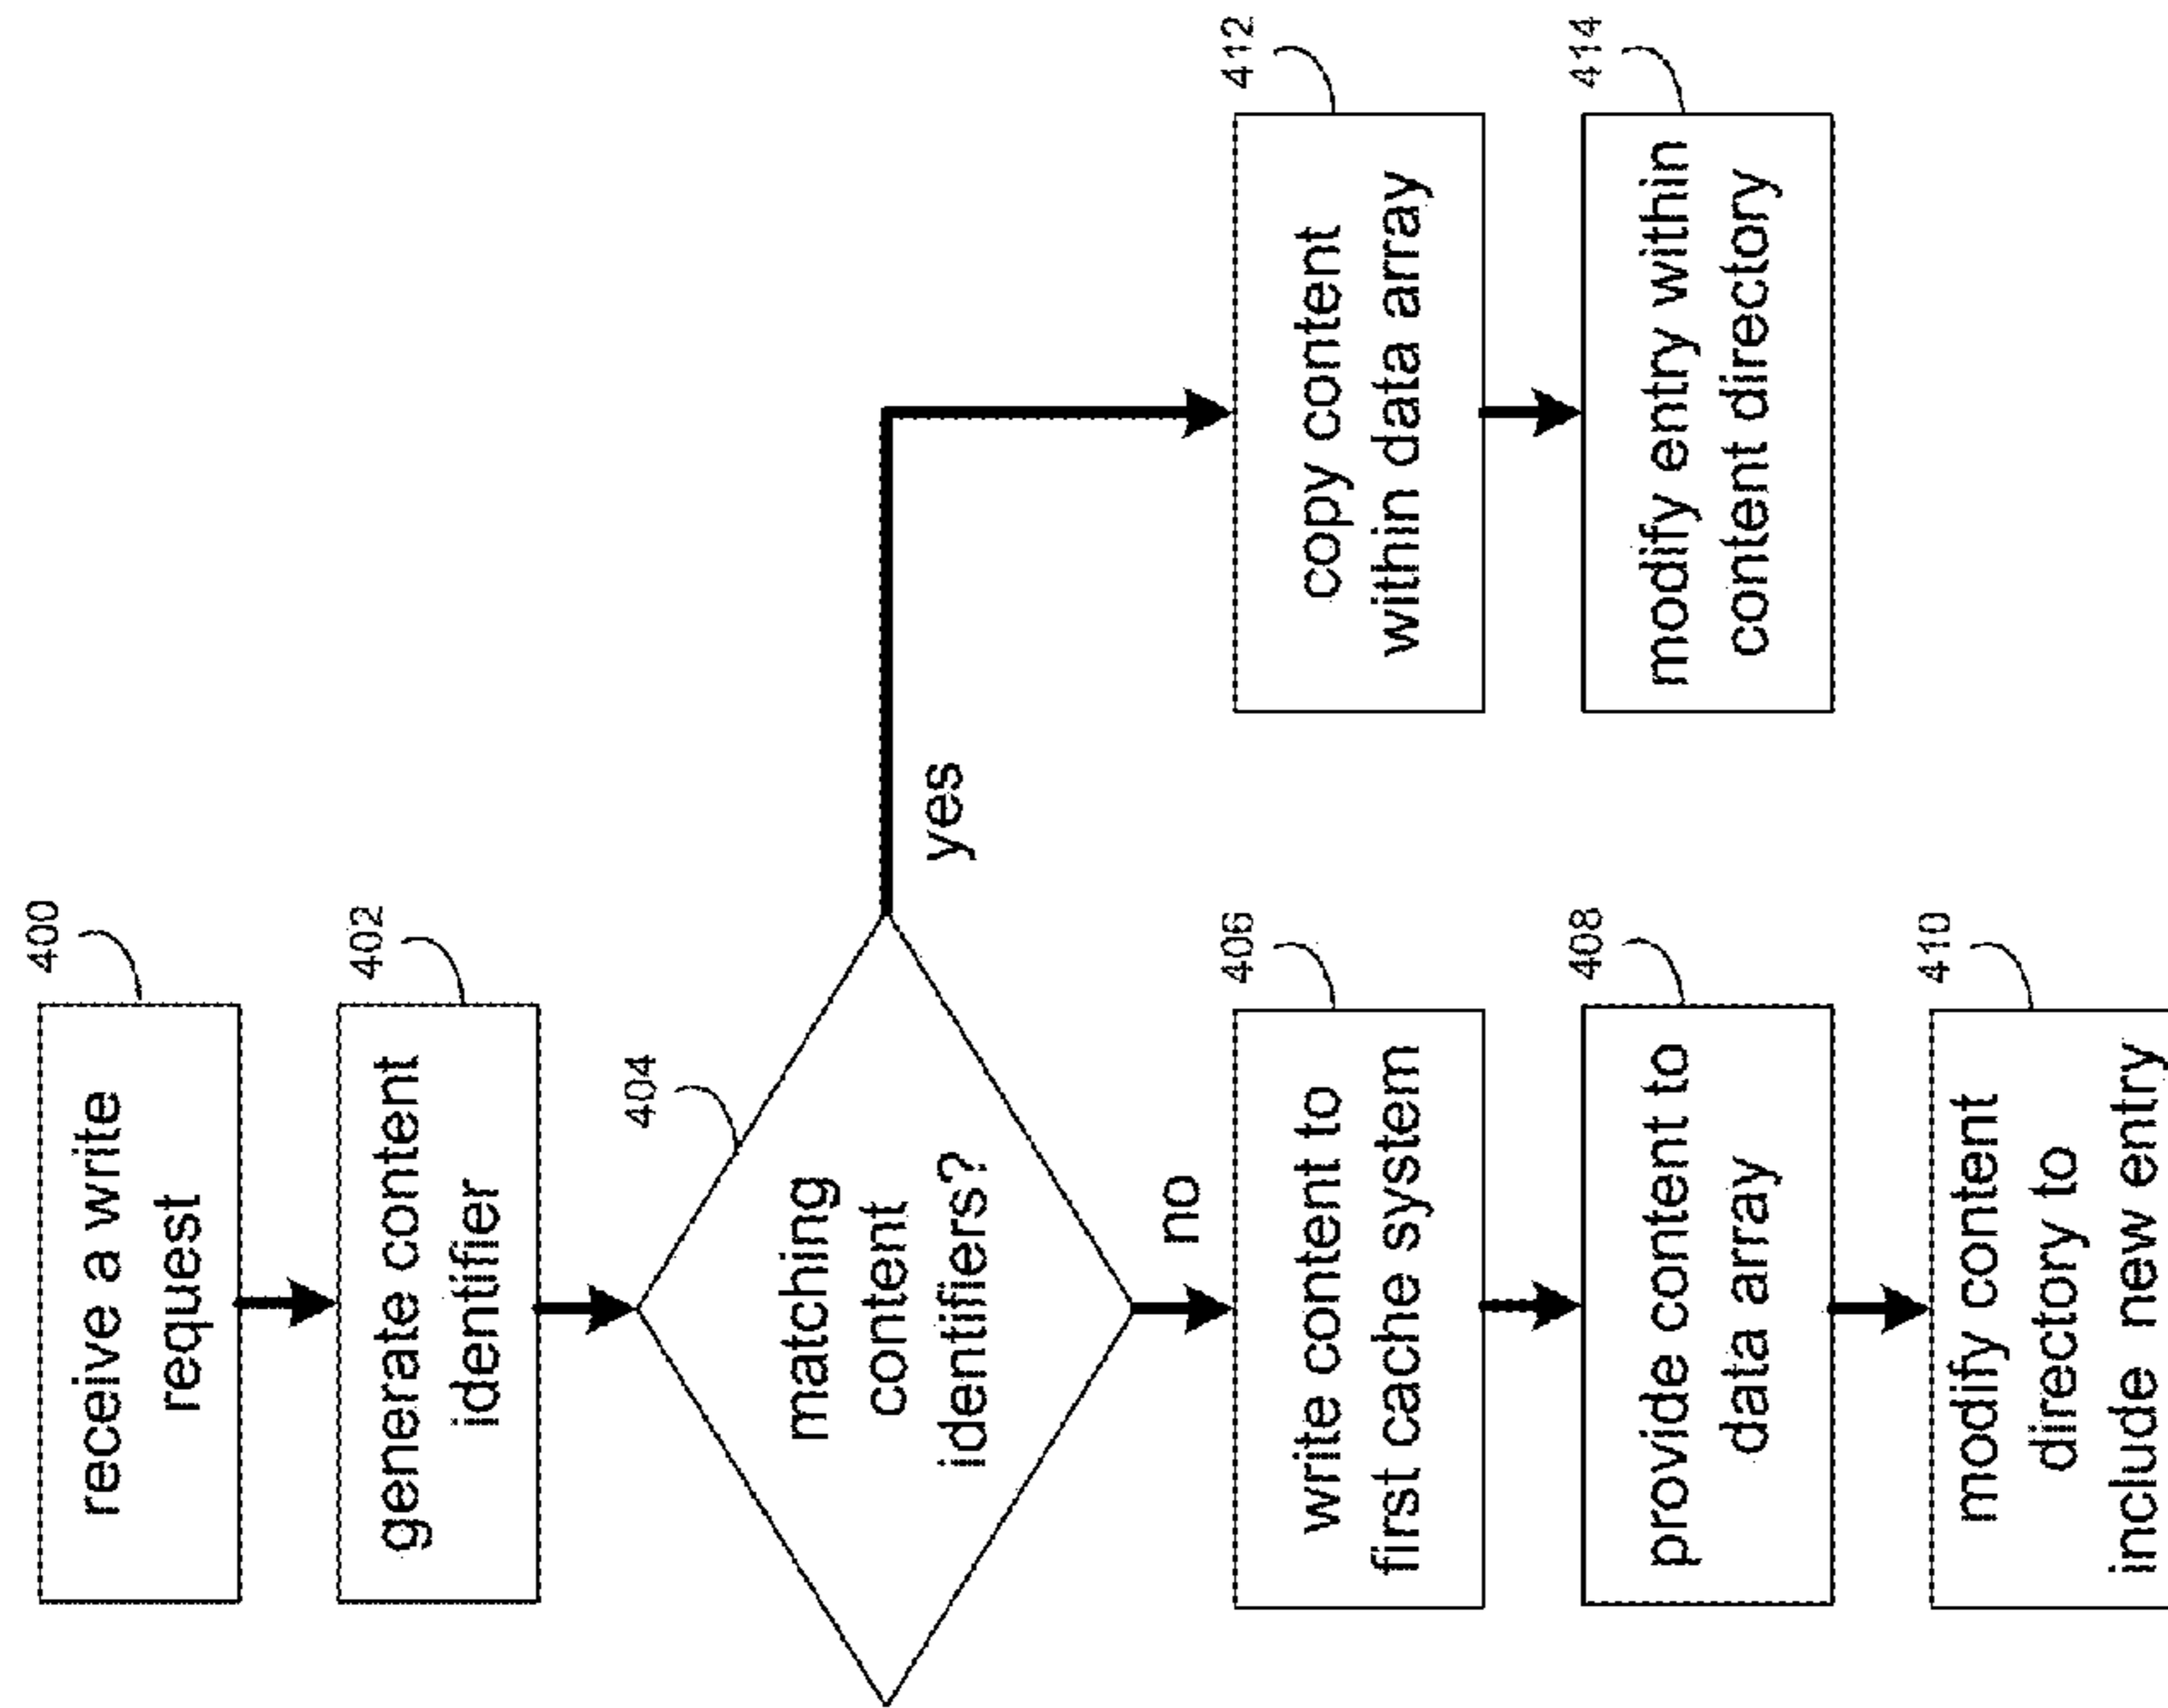 400
receive a write
request
402
generate content
identifier
404
matching
content
identifiers?
yes
no
406
write content to
first cache system
408
provide content to
data array
410
modify content
directory to
include new entry
412
copy content
within data array
414
modify entry within
content directory